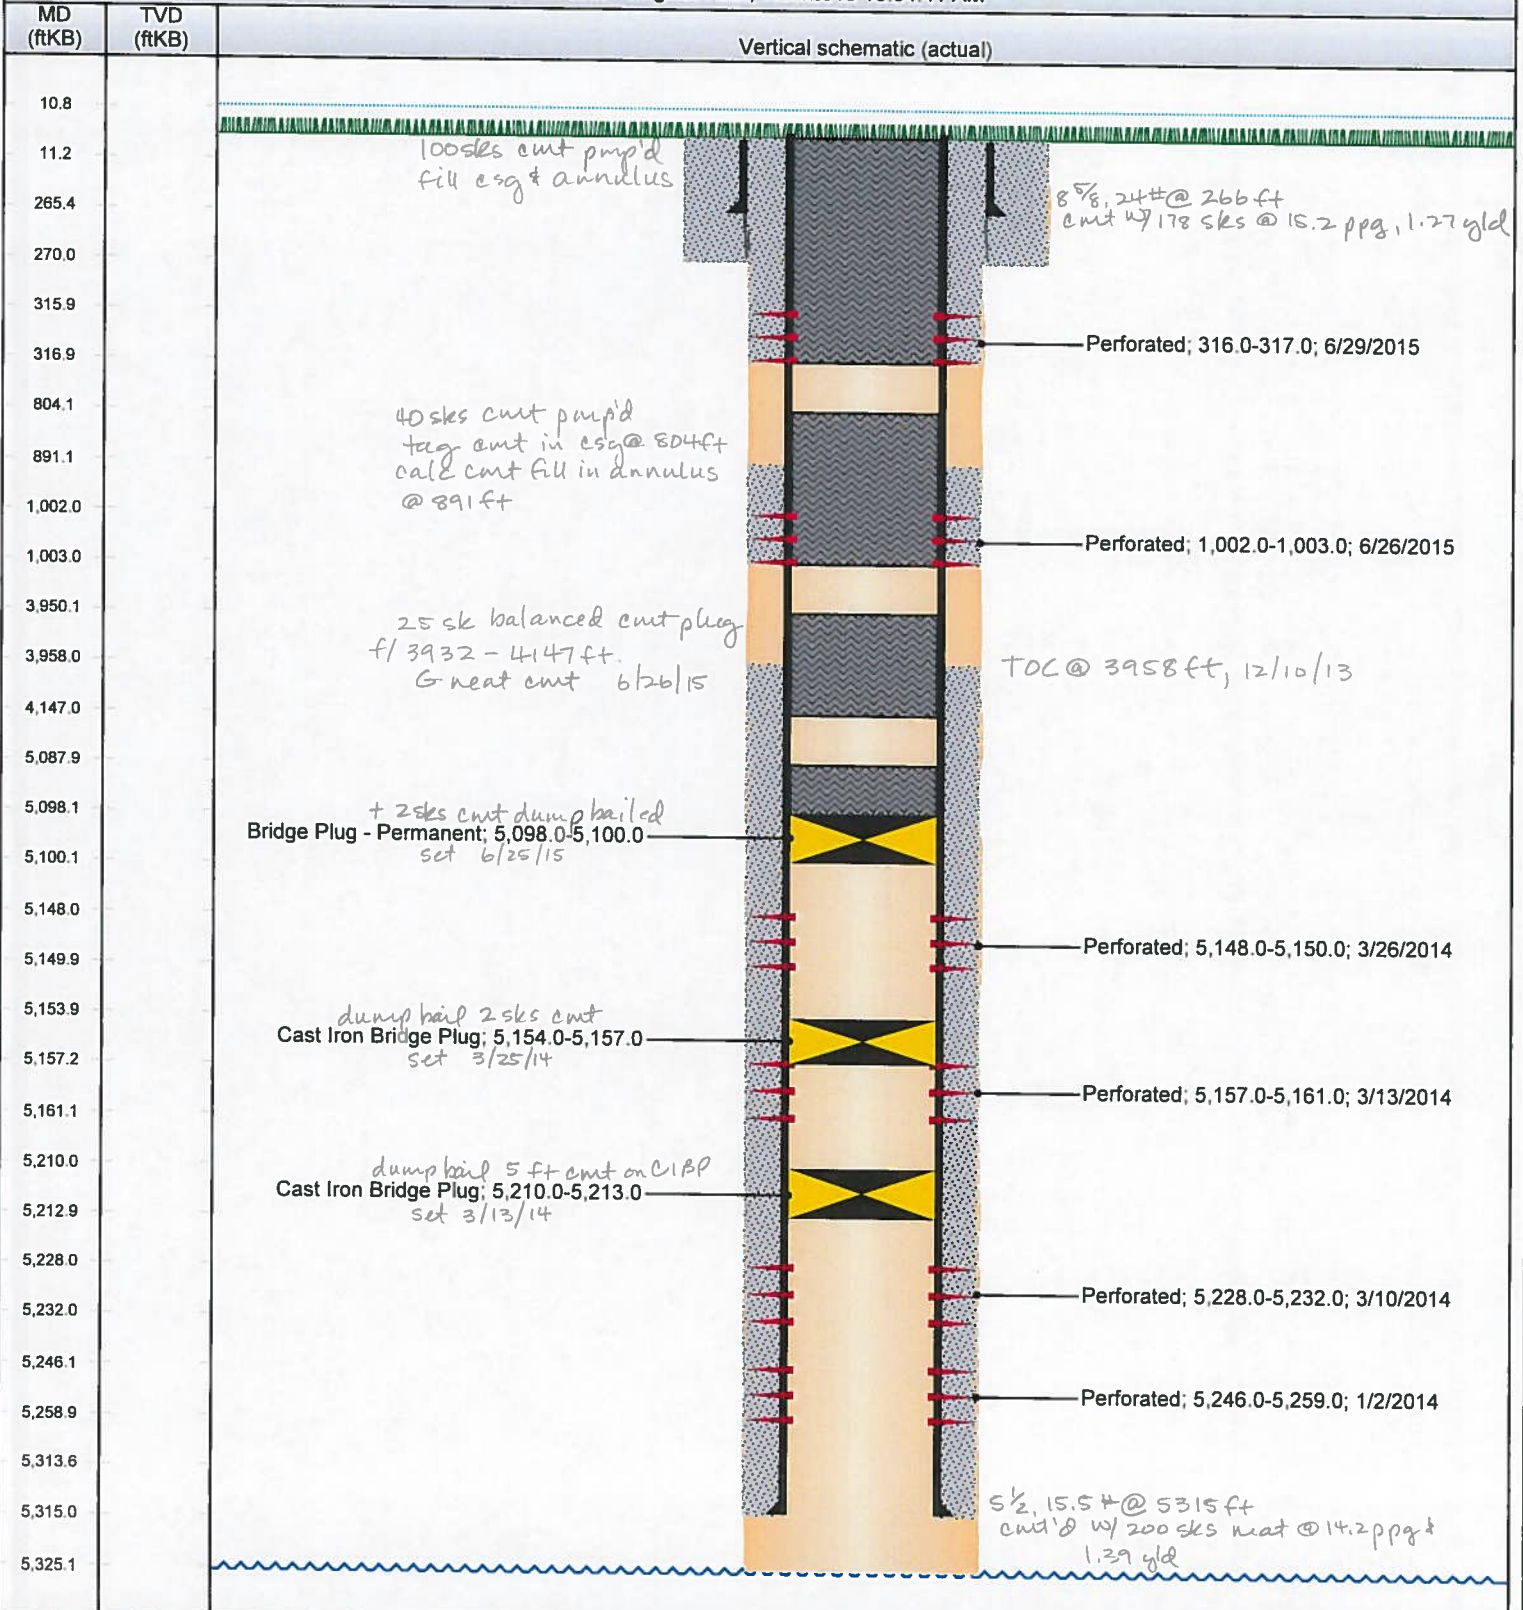 MD
(ftKB)
TVD
(ftKB)
Vertical schematic (actual)
10.8
11.2
265.4
270.0
315.9
316.9
804.1
891.1
1,002.0
1,003.0
3,950.1
3,958.0
4,147.0
5,087.9
5,098.1
5,100.1
5,148.0
5,149.9
5,153.9
5,157.2
5,161.1
5,210.0
5,212.9
5,228.0
5,232.0
5,246.1
5,258.9
5,313.6
5,315.0
5,325.1
100sks cmt pmp'd
fill csg & annulus
8 5/8, 24# @ 266 ft
cmt w/ 178 sks @ 15.2 ppg, 1.27 yld
Perforated; 316.0-317.0; 6/29/2015
40 sks cmt pmp'd
tag cmt in csg @ 804ft
calc cmt fill in annulus
@ 891 ft
Perforated; 1,002.0-1,003.0; 6/26/2015
25 sk balanced cmt plug
f/ 3932 - 4147 ft.
G neat cmt 6/26/15
TOC @ 3958 ft, 12/10/13
+ 2sks cmt dump bailed
Bridge Plug - Permanent; 5,098.0-5,100.0
set 6/25/15
Perforated; 5,148.0-5,150.0; 3/26/2014
dump bail 2 sks cmt
Cast Iron Bridge Plug; 5,154.0-5,157.0
set 3/25/14
Perforated; 5,157.0-5,161.0; 3/13/2014
dump bail 5 ft cmt on CIBP
Cast Iron Bridge Plug; 5,210.0-5,213.0
set 3/13/14
Perforated; 5,228.0-5,232.0; 3/10/2014
Perforated; 5,246.0-5,259.0; 1/2/2014
5 1/2, 15.5 # @ 5315 ft
cmt'd w/ 200 sks neat @ 14.2 ppg &
1.39 yld